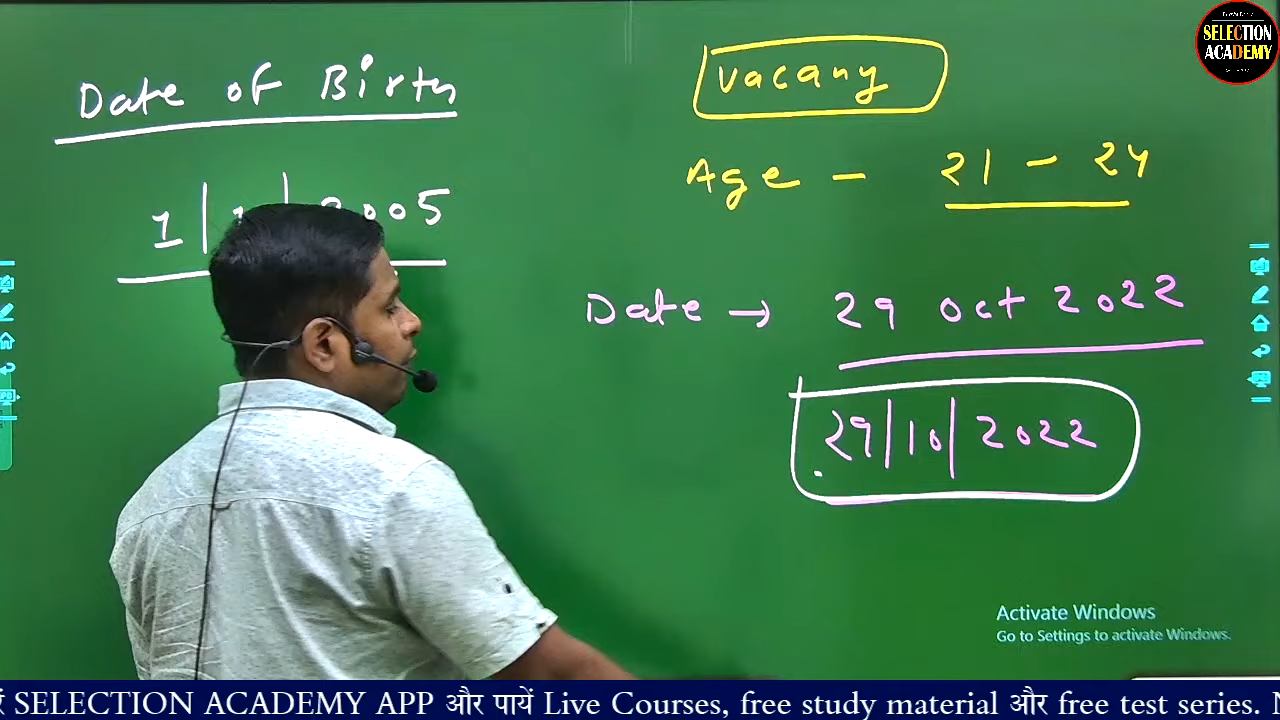 SELECTION
ACADEMY
Date of Birth
1 | 1 | 2005
vacany
Age - 21 - 24
Date → 29 Oct 2022
29 | 10 | 2022
Activate Windows
Go to Settings to activate Windows.
SELECTION ACADEMY APP और पायें Live Courses, free study material और free test series.